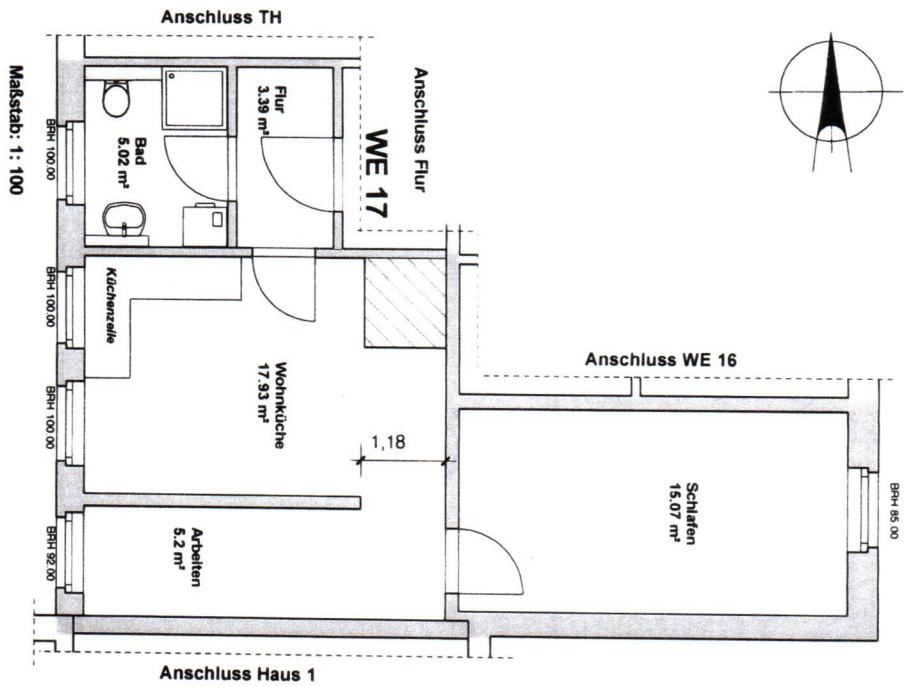 Anschluss TH
Maßstab: 1: 100
Anschluss Flur
WE 17
Flur
3.39 m²
Bad
5.02 m²
BRH 100.00
BRH 100.00
Küchenzeile
Wohnküche
17.93 m²
BRH 100.00
1,18
Anschluss WE 16
Schlafen
15.07 m²
BRH 85.00
Arbeiten
5.2 m²
BRH 92.00
Anschluss Haus 1